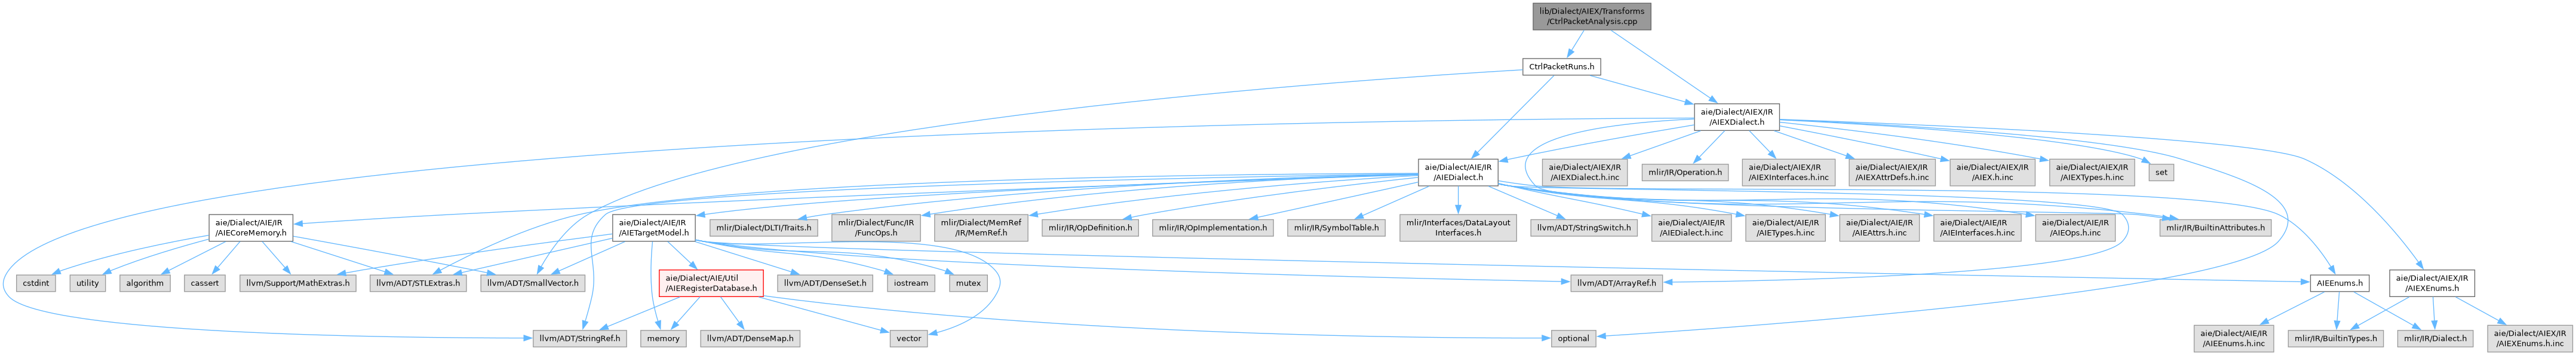 lib/Dialect/AIEX/Transforms
/CtrlPacketAnalysis.cpp
CtrlPacketRuns.h
aie/Dialect/AIEX/IR
/AIEXDialect.h
aie/Dialect/AIE/IR
/AIEDialect.h
aie/Dialect/AIEX/IR
/AIEXDialect.h.inc
mlir/IR/Operation.h
aie/Dialect/AIEX/IR
/AIEXInterfaces.h.inc
aie/Dialect/AIEX/IR
/AIEXAttrDefs.h.inc
aie/Dialect/AIEX/IR
/AIEX.h.inc
aie/Dialect/AIEX/IR
/AIEXTypes.h.inc
set
aie/Dialect/AIE/IR
/AIECoreMemory.h
aie/Dialect/AIE/IR
/AIETargetModel.h
mlir/Dialect/DLTI/Traits.h
mlir/Dialect/Func/IR
/FuncOps.h
mlir/Dialect/MemRef
/IR/MemRef.h
mlir/IR/OpDefinition.h
mlir/IR/OpImplementation.h
mlir/IR/SymbolTable.h
mlir/Interfaces/DataLayout
Interfaces.h
llvm/ADT/StringSwitch.h
aie/Dialect/AIE/IR
/AIEDialect.h.inc
aie/Dialect/AIE/IR
/AIETypes.h.inc
aie/Dialect/AIE/IR
/AIEAttrs.h.inc
aie/Dialect/AIE/IR
/AIEInterfaces.h.inc
aie/Dialect/AIE/IR
/AIEOps.h.inc
mlir/IR/BuiltinAttributes.h
cstdint
utility
algorithm
cassert
llvm/Support/MathExtras.h
llvm/ADT/STLExtras.h
llvm/ADT/SmallVector.h
aie/Dialect/AIE/Util
/AIERegisterDatabase.h
llvm/ADT/DenseSet.h
iostream
mutex
llvm/ADT/ArrayRef.h
AIEEnums.h
aie/Dialect/AIEX/IR
/AIEXEnums.h
llvm/ADT/StringRef.h
memory
llvm/ADT/DenseMap.h
vector
optional
aie/Dialect/AIE/IR
/AIEEnums.h.inc
mlir/IR/BuiltinTypes.h
mlir/IR/Dialect.h
aie/Dialect/AIEX/IR
/AIEXEnums.h.inc